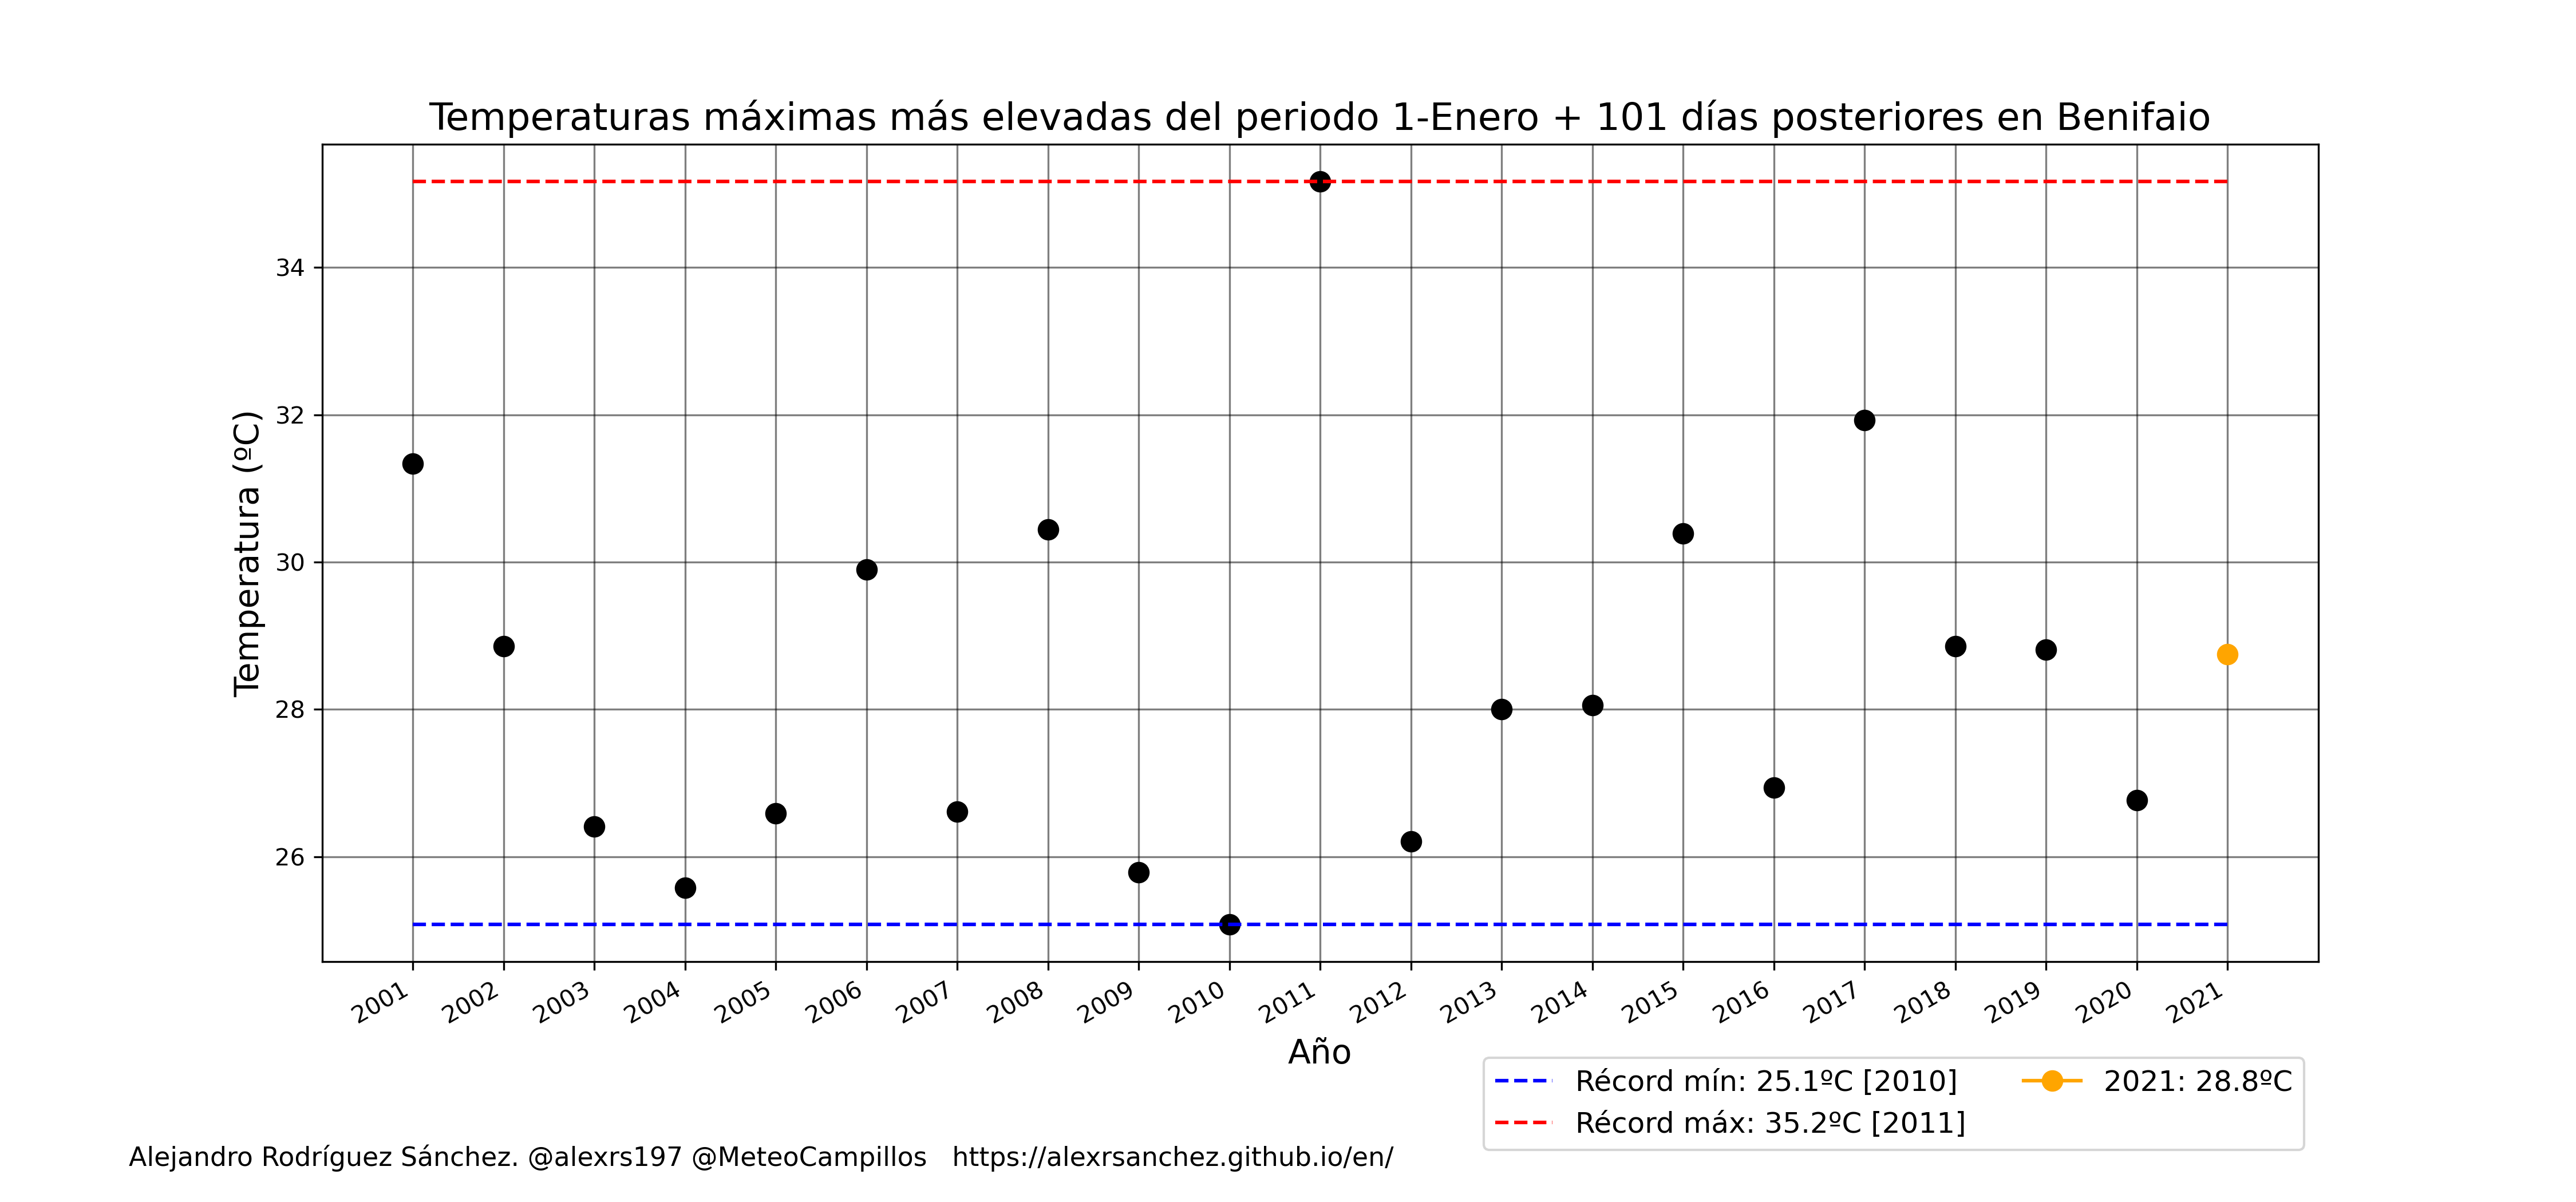 Temperaturas máximas más elevadas del periodo 1-Enero + 101 días posteriores en Benifaio
Temperatura (ºC)
34
32
30
28
26
2001 2002 2003 2004 2005 2006 2007 2008 2009 2010 2011 2012 2013 2014 2015 2016 2017 2018 2019 2020 2021
Año
Récord mín: 25.1ºC [2010]
Récord máx: 35.2ºC [2011]
2021: 28.8ºC
Alejandro Rodríguez Sánchez. @alexrs197 @MeteoCampillos https://alexrsanchez.github.io/en/